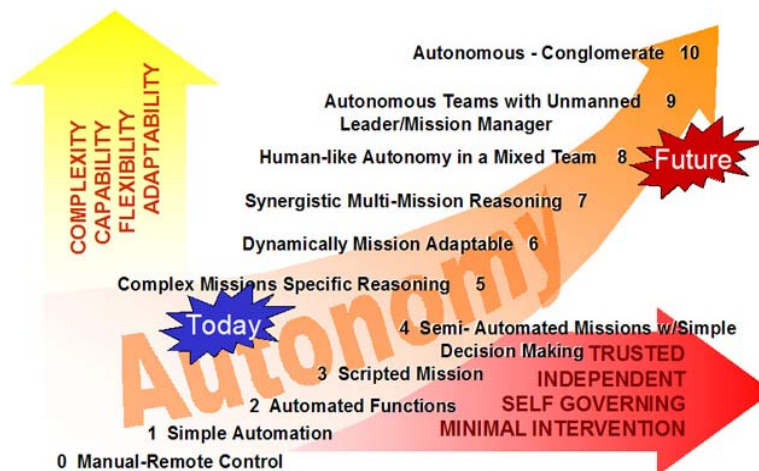 Autonomous - Conglomerate 10
Autonomous Teams with Unmanned 9
Leader/Mission Manager
Human-like Autonomy in a Mixed Team 8
Future
Synergistic Multi-Mission Reasoning 7
Dynamically Mission Adaptable 6
Complex Missions Specific Reasoning 5
COMPLEXITY
CAPABILITY
FLEXIBILITY
ADAPTABILITY
Today
Autonomy
4 Semi- Automated Missions w/Simple
Decision Making
3 Scripted Mission
2 Automated Functions
1 Simple Automation
0 Manual-Remote Control
TRUSTED
INDEPENDENT
SELF GOVERNING
MINIMAL INTERVENTION